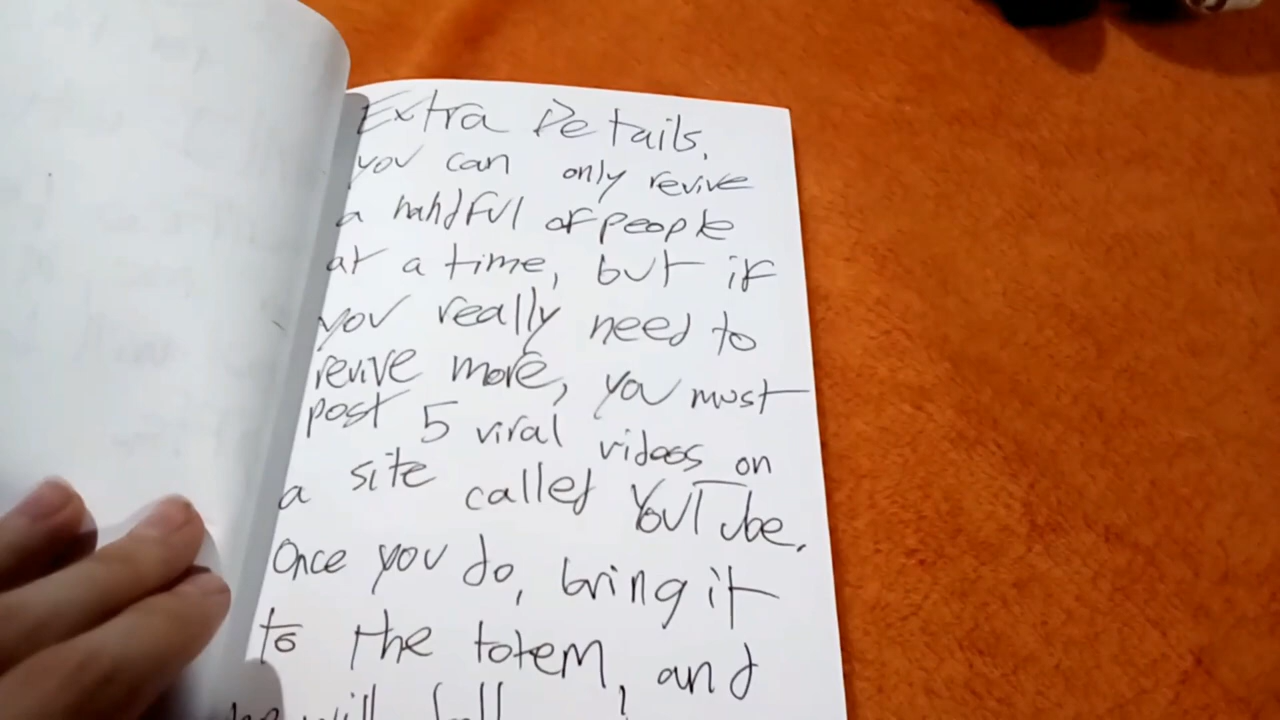 Extra Details.
you can only revive
a handful of people
at a time, but if
you really need to
revive more, you must
post 5 viral videos on
a site called YouTube.
Once you do, bring it
to the totem, and
will